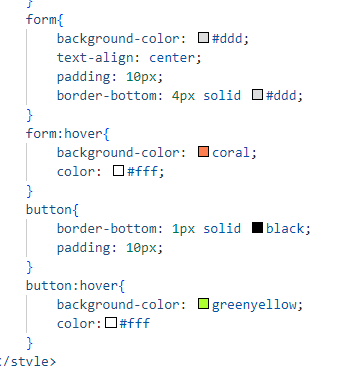 }
form{
background-color: #ddd;
text-align: center;
padding: 10px;
border-bottom: 4px solid #ddd;
}
form:hover{
background-color: coral;
color: #fff;
}
button{
border-bottom: 1px solid black;
padding: 10px;
}
button:hover{
background-color: greenyellow;
color:#fff
}
</style>